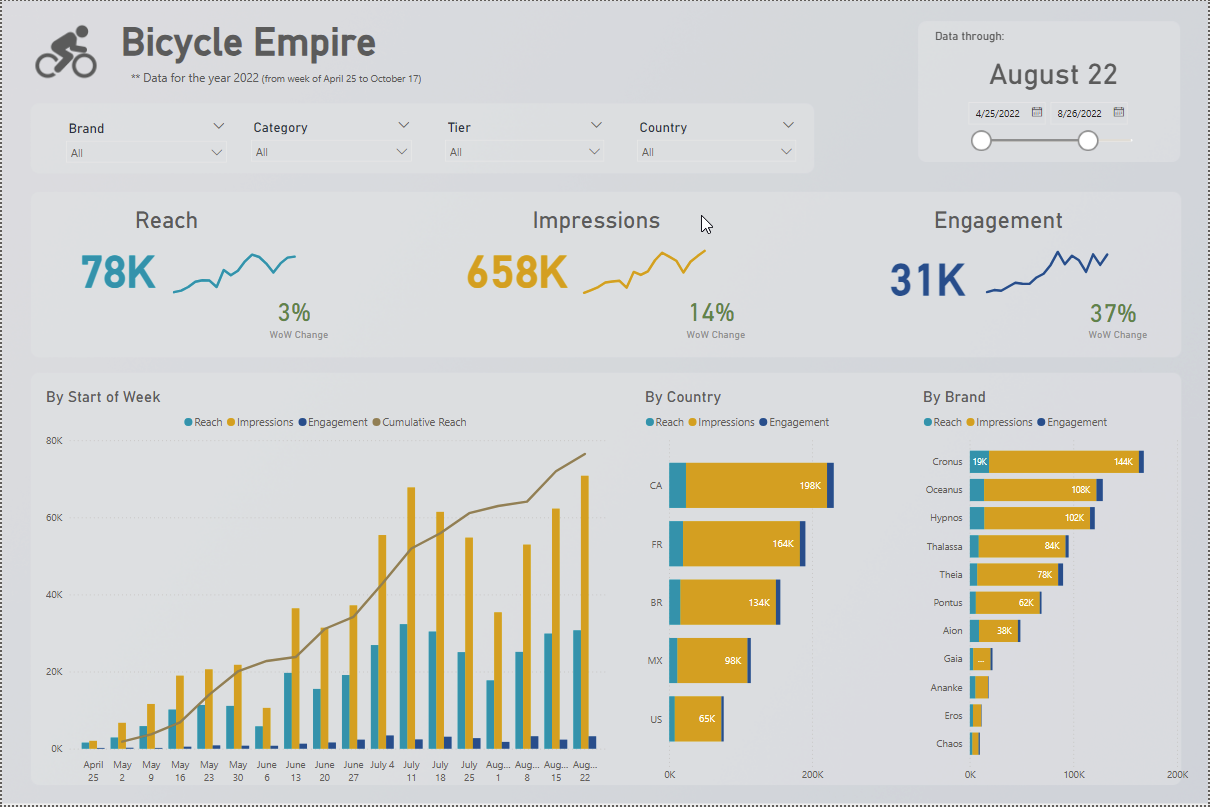 Bicycle Empire
** Data for the year 2022 (from week of April 25 to October 17)
Data through:
August 22
4/25/2022 8/26/2022
Brand Category Tier Country
All All All All
Reach Impressions Engagement
78K 658K 31K
3% 14% 37%
WoW Change WoW Change WoW Change
By Start of Week
Reach Impressions Engagement Cumulative Reach
80K
60K
40K
20K
0K
April 25
May 2
May 9
May 16
May 23
May 30
June 6
June 13
June 20
June 27
July 4
July 11
July 18
July 25
Aug... 1
Aug... 8
Aug... 15
Aug... 22
By Country
Reach Impressions Engagement
CA 198K
FR 164K
BR 134K
MX 98K
US 65K
0K 200K
By Brand
Reach Impressions Engagement
Cronus 19K 144K
Oceanus 108K
Hypnos 102K
Thalassa 84K
Theia 78K
Pontus 62K
Aion 38K
Gaia ...
Ananke
Eros
Chaos
0K 100K 200K